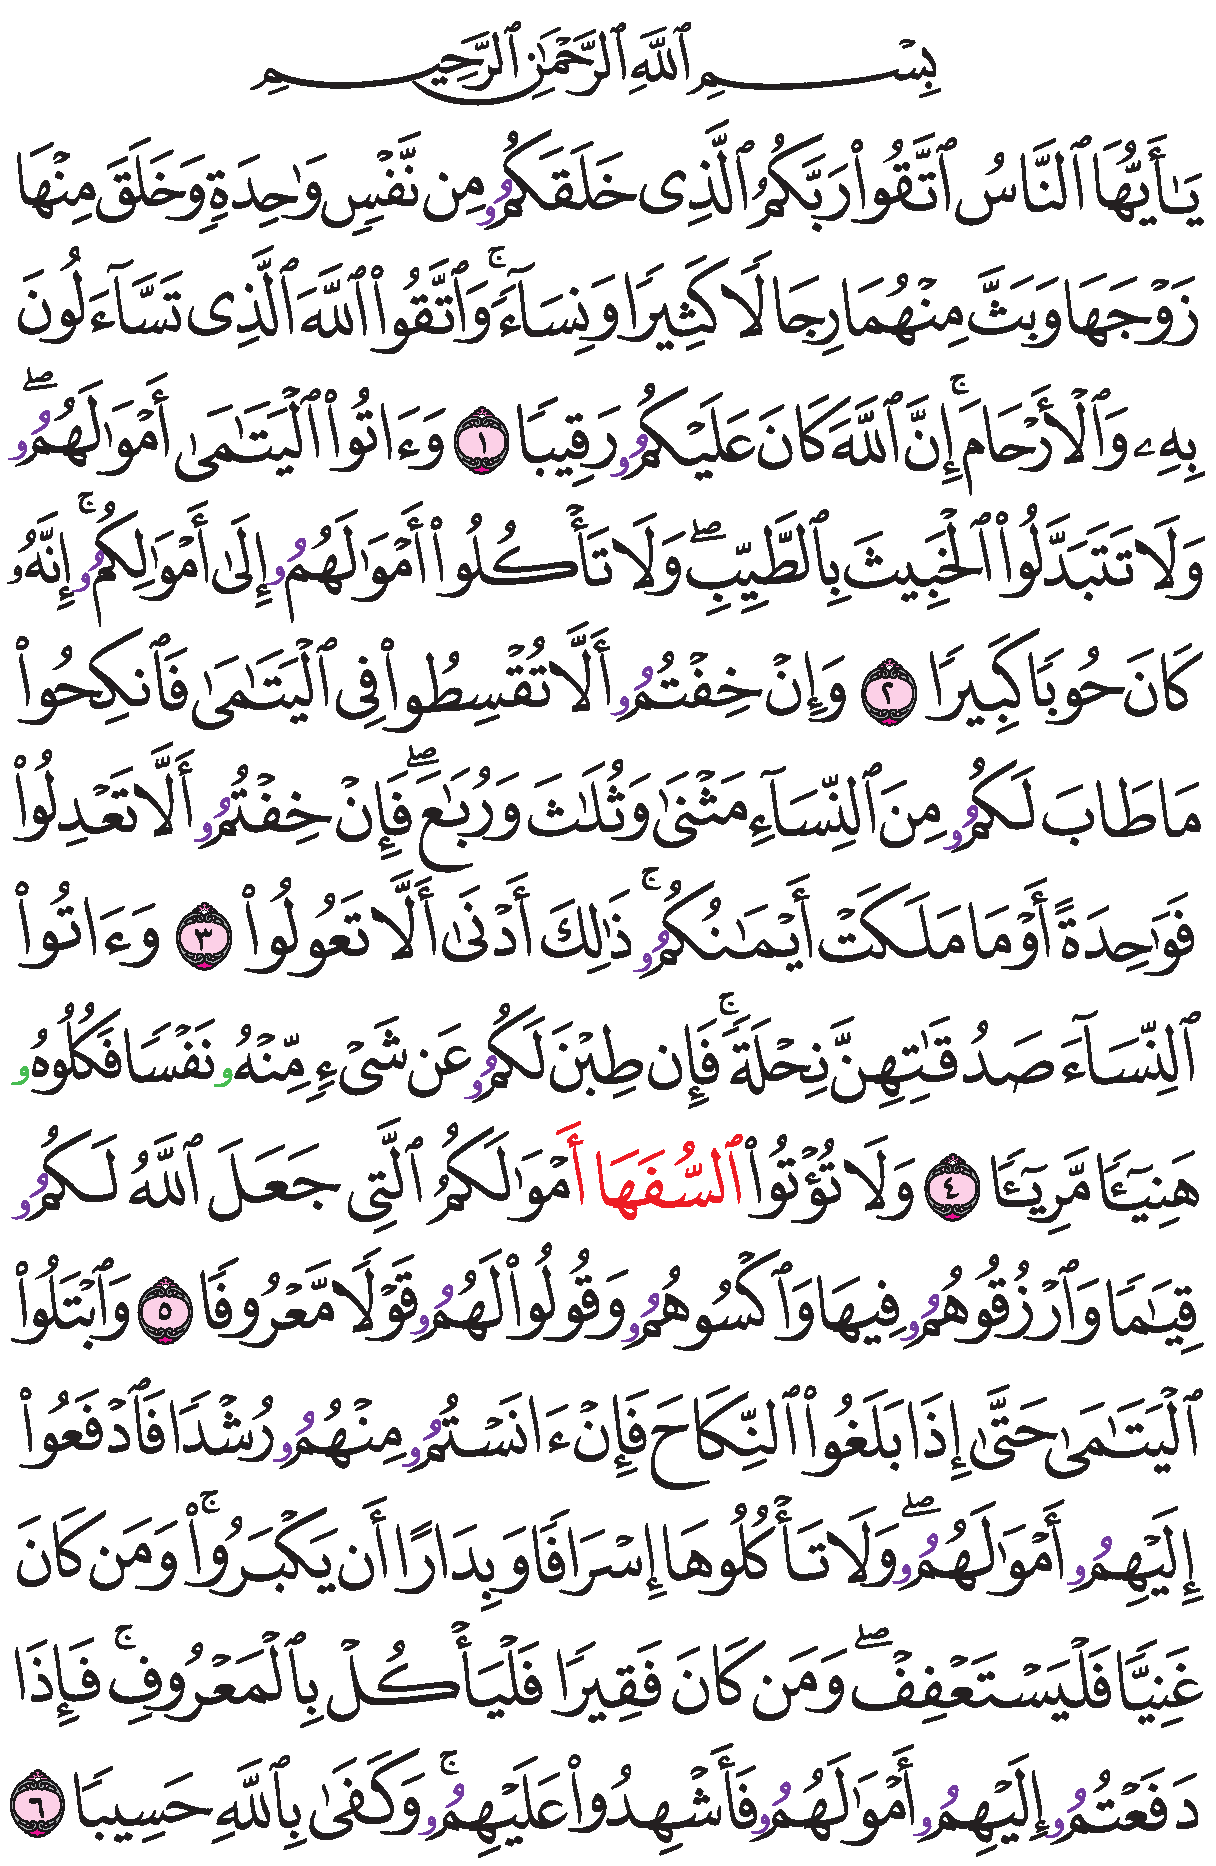 بِسْمِ ٱللَّهِ ٱلرَّحْمَٰنِ ٱلرَّحِيمِ
يَٰٓأَيُّهَا ٱلنَّاسُ ٱتَّقُوا۟ رَبَّكُمُ ٱلَّذِى خَلَقَكُمُۥ مِن نَّفْسٍ وَٰحِدَةٍ وَخَلَقَ مِنْهَا
زَوْجَهَا وَبَثَّ مِنْهُمَا رِجَالًا كَثِيرًا وَنِسَآءً ۚ وَٱتَّقُوا۟ ٱللَّهَ ٱلَّذِى تَسَّآءَلُونَ
بِهِۦ وَٱلْأَرْحَامَ ۚ إِنَّ ٱللَّهَ كَانَ عَلَيْكُمُۥ رَقِيبًا ١ وَءَاتُوا۟ ٱلْيَتَٰمَىٰ أَمْوَٰلَهُمُۥ ۖ
وَلَا تَتَبَدَّلُوا۟ ٱلْخَبِيثَ بِٱلطَّيِّبِ ۖ وَلَا تَأْكُلُوٓا۟ أَمْوَٰلَهُمُۥ إِلَىٰ أَمْوَٰلِكُمُۥ ۚ إِنَّهُۥ
كَانَ حُوبًا كَبِيرًا ٢ وَإِنْ خِفْتُمُۥ أَلَّا تُقْسِطُوا۟ فِى ٱلْيَتَٰمَىٰ فَٱنكِحُوا۟
مَا طَابَ لَكُمُۥ مِنَ ٱلنِّسَآءِ مَثْنَىٰ وَثُلَٰثَ وَرُبَٰعَ ۖ فَإِنْ خِفْتُمُۥ أَلَّا تَعْدِلُوا۟
فَوَٰحِدَةً أَوْ مَا مَلَكَتْ أَيْمَٰنُكُمُۥ ۚ ذَٰلِكَ أَدْنَىٰ أَلَّا تَعُولُوا۟ ٣ وَءَاتُوا۟
ٱلنِّسَآءَ صَدُقَٰتِهِنَّ نِحْلَةً ۚ فَإِن طِبْنَ لَكُمُۥ عَن شَىْءٍ مِّنْهُۥ نَفْسًا فَكُلُوهُۥ
هَنِيٓـًٔا مَّرِيٓـًٔا ٤ وَلَا تُؤْتُوا۟ ٱلسُّفَهَا أَمْوَٰلَكُمُ ٱلَّتِى جَعَلَ ٱللَّهُ لَكُمُۥ
قِيَٰمًا وَٱرْزُقُوهُمُۥ فِيهَا وَٱكْسُوهُمُۥ وَقُولُوا۟ لَهُمُۥ قَوْلًا مَّعْرُوفًا ٥ وَٱبْتَلُوا۟
ٱلْيَتَٰمَىٰ حَتَّىٰ إِذَا بَلَغُوا۟ ٱلنِّكَاحَ فَإِنْ ءَانَسْتُمُۥ مِنْهُمُۥ رُشْدًا فَٱدْفَعُوا۟
إِلَيْهِمُۥ أَمْوَٰلَهُمُۥ ۖ وَلَا تَأْكُلُوهَا إِسْرَافًا وَبِدَارًا أَن يَكْبَرُوا۟ ۚ وَمَن كَانَ
غَنِيًّا فَلْيَسْتَعْفِفْ ۖ وَمَن كَانَ فَقِيرًا فَلْيَأْكُلْ بِٱلْمَعْرُوفِ ۚ فَإِذَا
دَفَعْتُمُۥ إِلَيْهِمُۥ أَمْوَٰلَهُمُۥ فَأَشْهِدُوا۟ عَلَيْهِمُۥ ۚ وَكَفَىٰ بِٱللَّهِ حَسِيبًا ٦